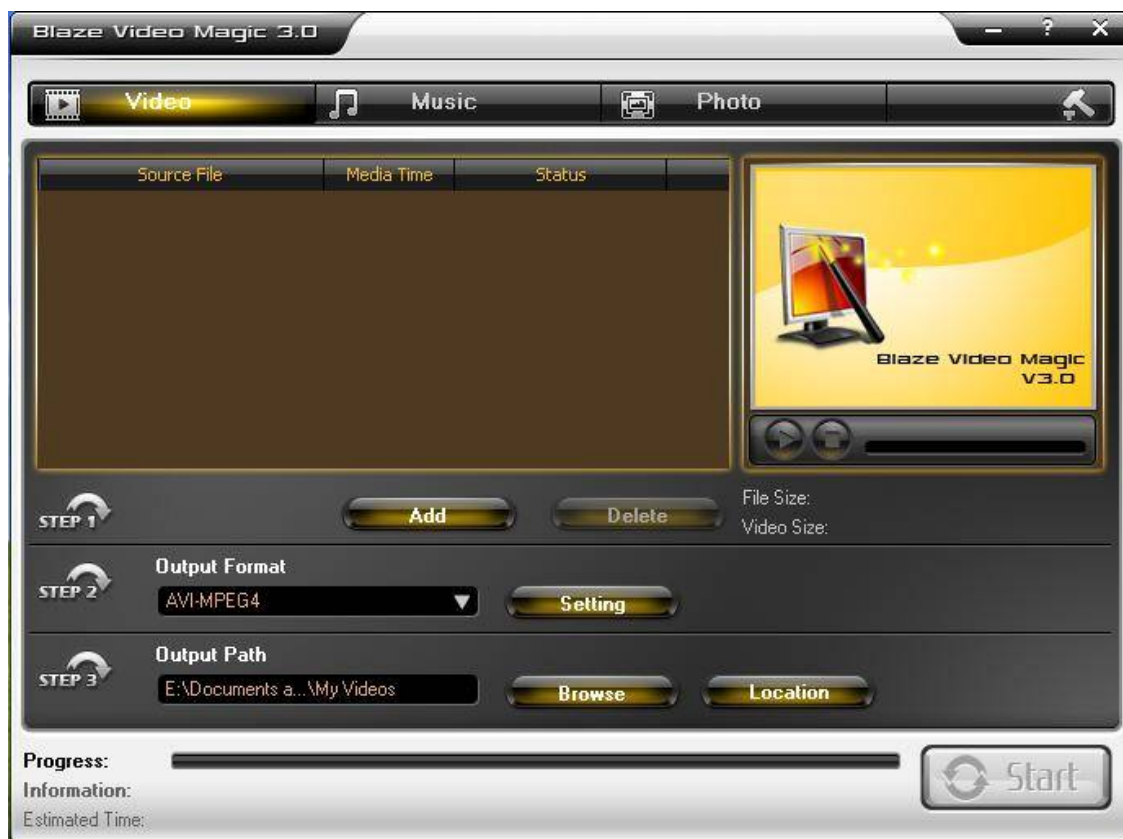 Blaze Video Magic 3.0
?
Video Music Photo
Source File Media Time Status
Blaze Video Magic
V3.0
STEP 1
Add Delete
File Size:
Video Size:
STEP 2
Output Format
AVI-MPEG4
Setting
STEP 3
Output Path
E:\Documents a...\My Videos
Browse Location
Progress:
Information:
Estimated Time:
Start